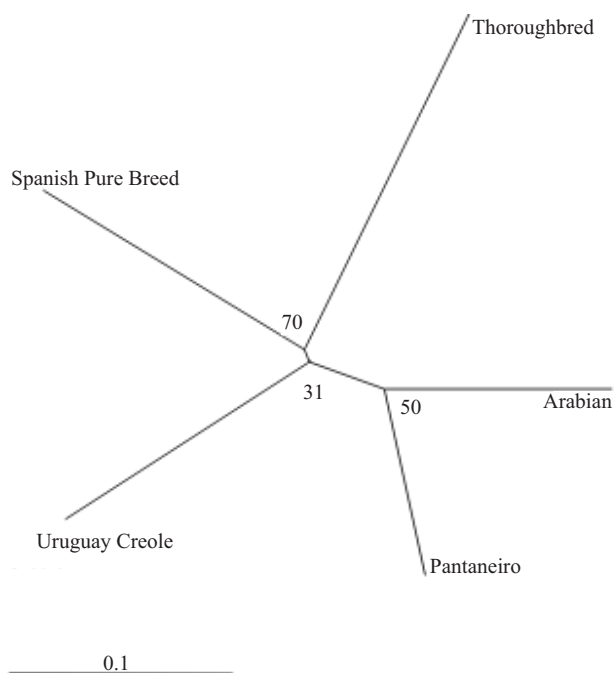 Thoroughbred
Spanish Pure Breed
70
31
50
Arabian
Uruguay Creole
Pantaneiro
0.1